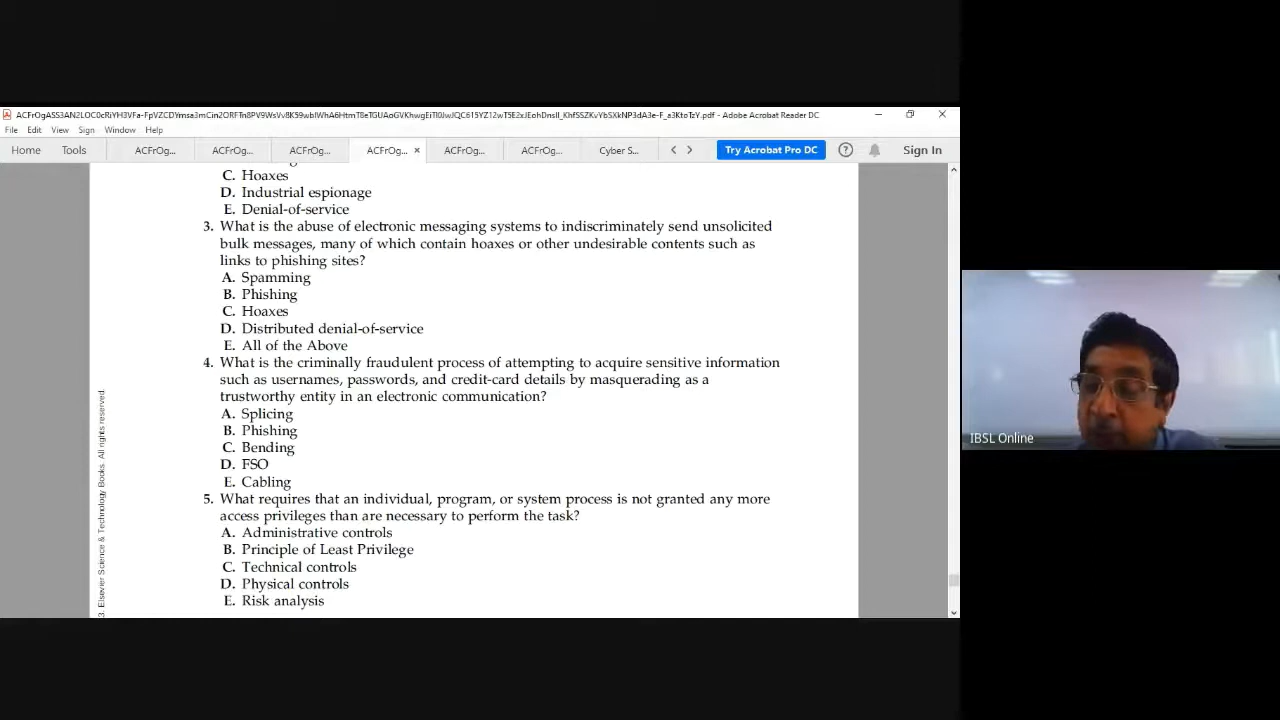 ACFrOgASS3AN2LOC0cRiYH3VFa-FpVZCDYmsa3mCin2ORFTn8PV9WsVv8K59wbIWhA6HtmT8eTGUAoGVKhwgEiTl0JwJQC615YZ12wT5E2xJEohDnsIl_KhfSSZKvYbSXkNP3dA3e-F_a3KtoTzY.pdf - Adobe Acrobat Reader DC
File Edit View Sign Window Help
Home Tools ACFrOg... ACFrOg... ACFrOg... ACFrOg... × ACFrOg... ACFrOg... Cyber S... Try Acrobat Pro DC Sign In
C. Hoaxes
D. Industrial espionage
E. Denial-of-service
3. What is the abuse of electronic messaging systems to indiscriminately send unsolicited
bulk messages, many of which contain hoaxes or other undesirable contents such as
links to phishing sites?
A. Spamming
B. Phishing
C. Hoaxes
D. Distributed denial-of-service
E. All of the Above
4. What is the criminally fraudulent process of attempting to acquire sensitive information
such as usernames, passwords, and credit-card details by masquerading as a
trustworthy entity in an electronic communication?
A. Splicing
B. Phishing
C. Bending
D. FSO
E. Cabling
5. What requires that an individual, program, or system process is not granted any more
access privileges than are necessary to perform the task?
A. Administrative controls
B. Principle of Least Privilege
C. Technical controls
D. Physical controls
E. Risk analysis
3. Elsevier Science & Technology Books. All rights reserved.
IBSL Online